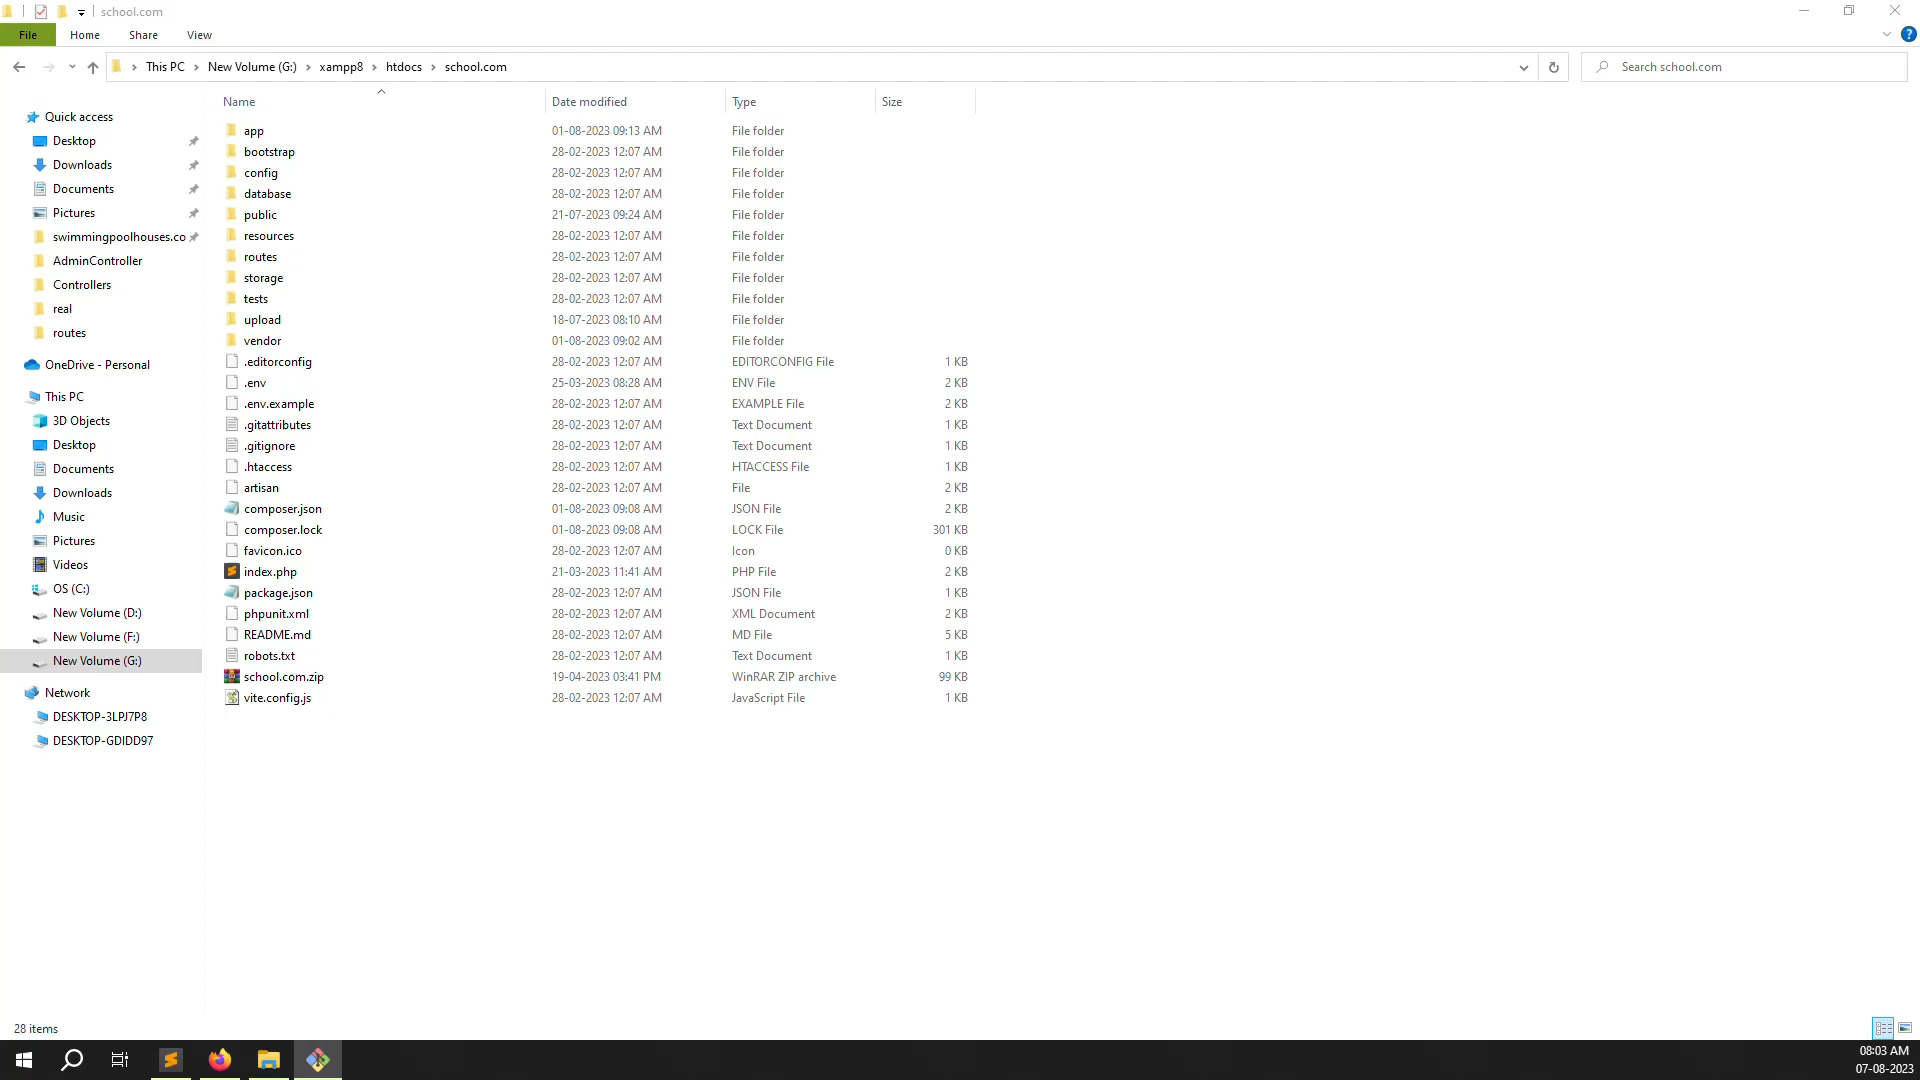 school.com
File Home Share View
This PC New Volume (G:) xampp8 htdocs school.com Search school.com
Name Date modified Type Size
Quick access
Desktop
Downloads
Documents
Pictures
swimmingpoolhouses.co
AdminController
Controllers
real
routes
OneDrive - Personal
This PC
3D Objects
Desktop
Documents
Downloads
Music
Pictures
Videos
OS (C:)
New Volume (D:)
New Volume (F:)
New Volume (G:)
Network
DESKTOP-3LPJ7P8
DESKTOP-GDIDD97
app 01-08-2023 09:13 AM File folder
bootstrap 28-02-2023 12:07 AM File folder
config 28-02-2023 12:07 AM File folder
database 28-02-2023 12:07 AM File folder
public 21-07-2023 09:24 AM File folder
resources 28-02-2023 12:07 AM File folder
routes 28-02-2023 12:07 AM File folder
storage 28-02-2023 12:07 AM File folder
tests 28-02-2023 12:07 AM File folder
upload 18-07-2023 08:10 AM File folder
vendor 01-08-2023 09:02 AM File folder
.editorconfig 28-02-2023 12:07 AM EDITORCONFIG File 1 KB
.env 25-03-2023 08:28 AM ENV File 2 KB
.env.example 28-02-2023 12:07 AM EXAMPLE File 2 KB
.gitattributes 28-02-2023 12:07 AM Text Document 1 KB
.gitignore 28-02-2023 12:07 AM Text Document 1 KB
.htaccess 28-02-2023 12:07 AM HTACCESS File 1 KB
artisan 28-02-2023 12:07 AM File 2 KB
composer.json 01-08-2023 09:08 AM JSON File 2 KB
composer.lock 01-08-2023 09:08 AM LOCK File 301 KB
favicon.ico 28-02-2023 12:07 AM Icon 0 KB
index.php 21-03-2023 11:41 AM PHP File 2 KB
package.json 28-02-2023 12:07 AM JSON File 1 KB
phpunit.xml 28-02-2023 12:07 AM XML Document 2 KB
README.md 28-02-2023 12:07 AM MD File 5 KB
robots.txt 28-02-2023 12:07 AM Text Document 1 KB
school.com.zip 19-04-2023 03:41 PM WinRAR ZIP archive 99 KB
vite.config.js 28-02-2023 12:07 AM JavaScript File 1 KB
28 items
08:03 AM
07-08-2023